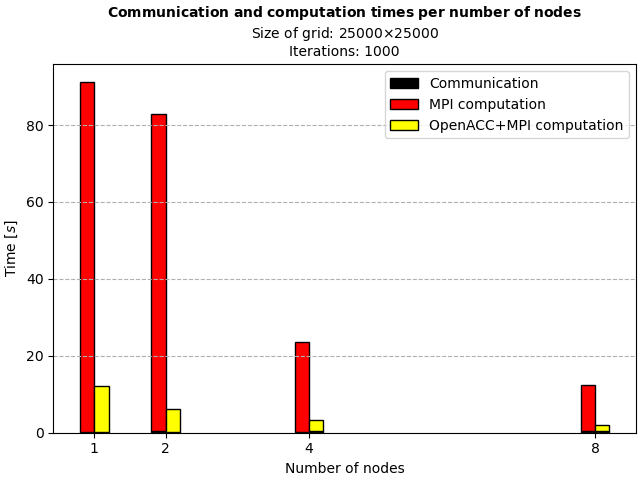 Communication and computation times per number of nodes
Size of grid: 25000×25000
Iterations: 1000
Communication
MPI computation
OpenACC+MPI computation
80
60
40
20
0
Time [s]
1 2 4 8
Number of nodes